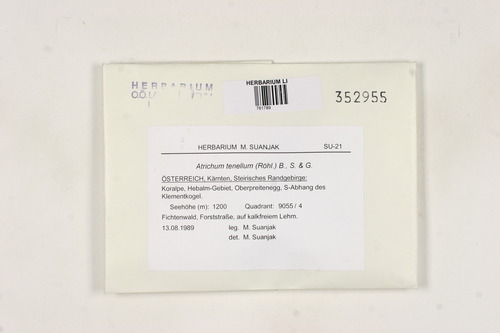 HERBARIUM
HERBARIUM LI
761789
352955
HERBARIUM M. SUANJAK SU-21
Atrichum tenellum (Röhl.) B., S. & G.
ÖSTERREICH, Kärnten, Steirisches Randgebirge:
Koralpe, Hebalm-Gebiet, Oberpreitenegg, S-Abhang des
Klementkogel.
Seehöhe (m): 1200 Quadrant: 9055 / 4
Fichtenwald, Forststraße, auf kalkfreiem Lehm.
13.08.1989 leg. M. Suanjak
det. M. Suanjak